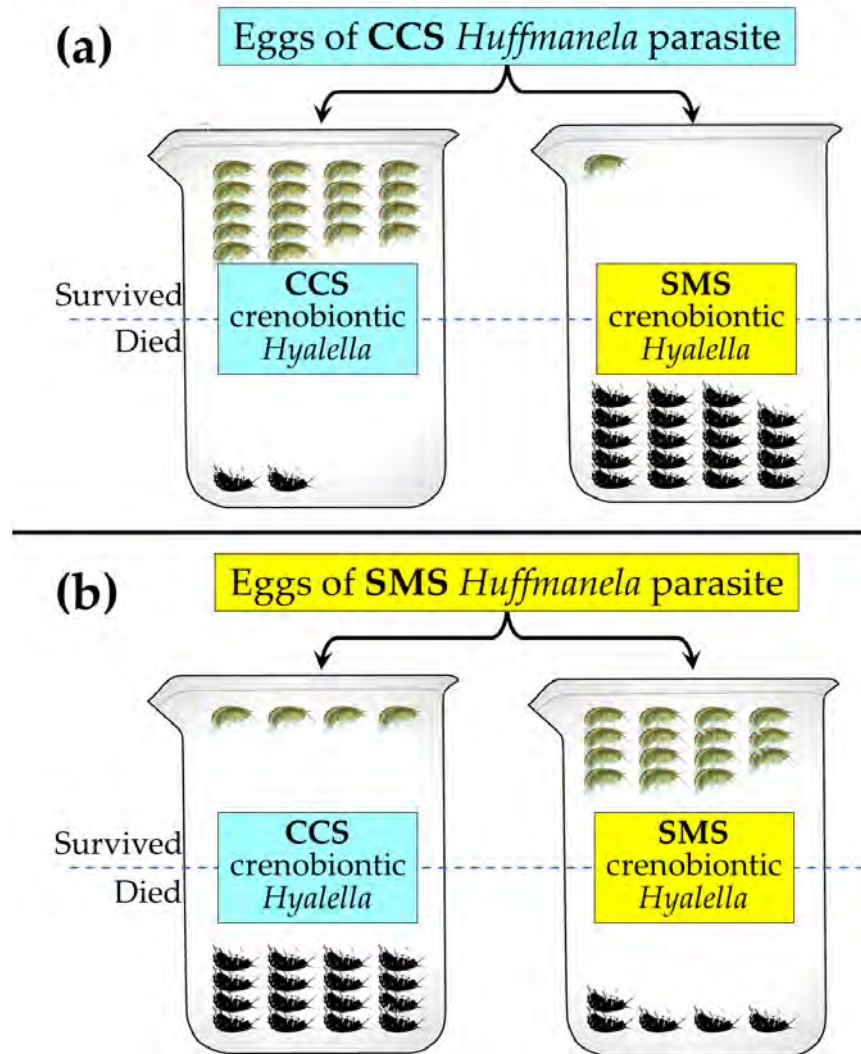 (a)
Eggs of CCS Huffmanela parasite
Survived
Died
CCS
crenobiontic
Hyalella
SMS
crenobiontic
Hyalella
(b)
Eggs of SMS Huffmanela parasite
Survived
Died
CCS
crenobiontic
Hyalella
SMS
crenobiontic
Hyalella